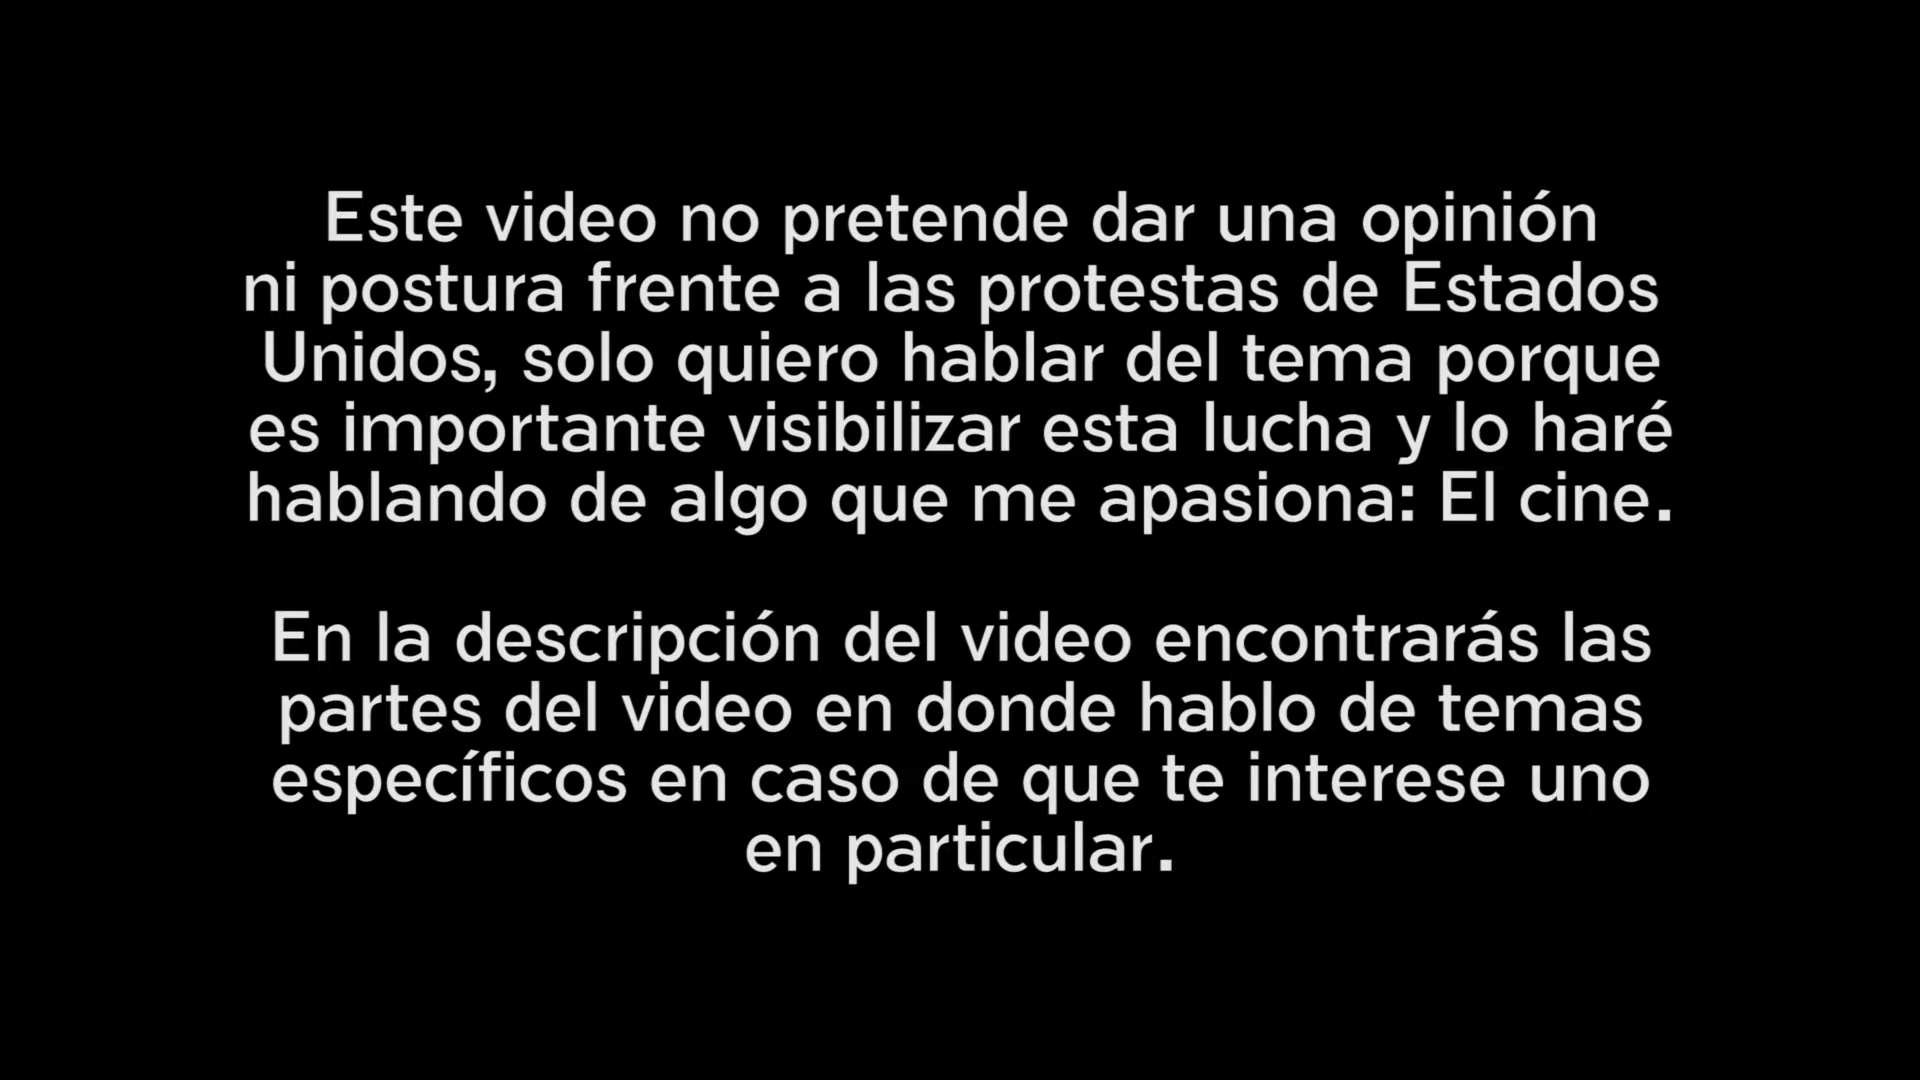 Este video no pretende dar una opinión
ni postura frente a las protestas de Estados
Unidos, solo quiero hablar del tema porque
es importante visibilizar esta lucha y lo haré
hablando de algo que me apasiona: El cine.
En la descripción del video encontrarás las
partes del video en donde hablo de temas
específicos en caso de que te interese uno
en particular.